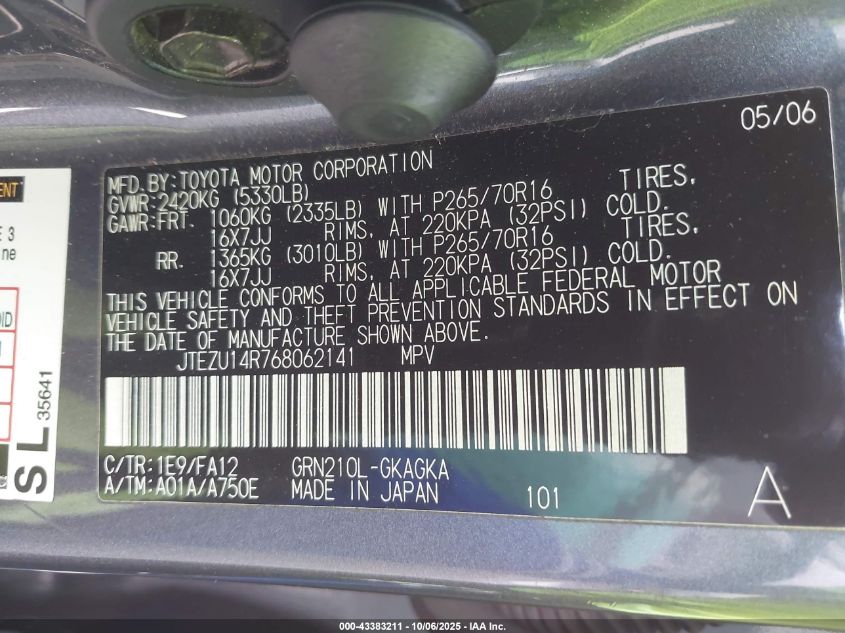 05/06
MFD.BY:TOYOTA MOTOR CORPORATION
GVWR:2420KG (5330LB)
GAWR:FRT. 1060KG (2335LB) WITH P265/70R16 TIRES,
16X7JJ RIMS, AT 220KPA (32PSI) COLD.
RR. 1365KG (3010LB) WITH P265/70R16 TIRES,
16X7JJ RIMS, AT 220KPA (32PSI) COLD.
THIS VEHICLE CONFORMS TO ALL APPLICABLE FEDERAL MOTOR
VEHICLE SAFETY AND THEFT PREVENTION STANDARDS IN EFFECT ON
THE DATE OF MANUFACTURE SHOWN ABOVE.
JTEZU14R768062141 MPV
C/TR:1E9/FA12 GRN210L-GKAGKA
A/TM:A01A/A750E MADE IN JAPAN 101 A
SL 35641
000-43383211 - 10/06/2025 - IAA Inc.